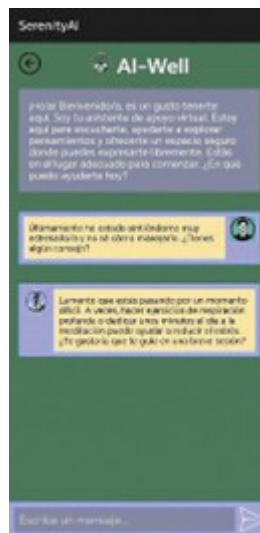 SerenityAI
AI-Well
¡Hola! Bienvenido/a, es un gusto tenerte
aquí. Soy tu asistente de apoyo virtual. Estoy
aquí para escucharte, ayudarte a explorar
pensamientos y ofrecerte un espacio seguro
donde puedes expresarte libremente. Estás
en el lugar adecuado para comenzar. ¿En qué
puedo ayudarte hoy?
Últimamente he estado sintiéndome muy
estresado/a y no sé cómo manejarlo. ¿Tienes
algún consejo?
Lamento que estés pasando por un momento
difícil. A veces, hacer ejercicios de respiración
profunda o dedicar unos minutos al día a la
meditación puede ayudar a reducir el estrés.
¿Te gustaría que te guíe en una breve sesión?
Escribe un mensaje...